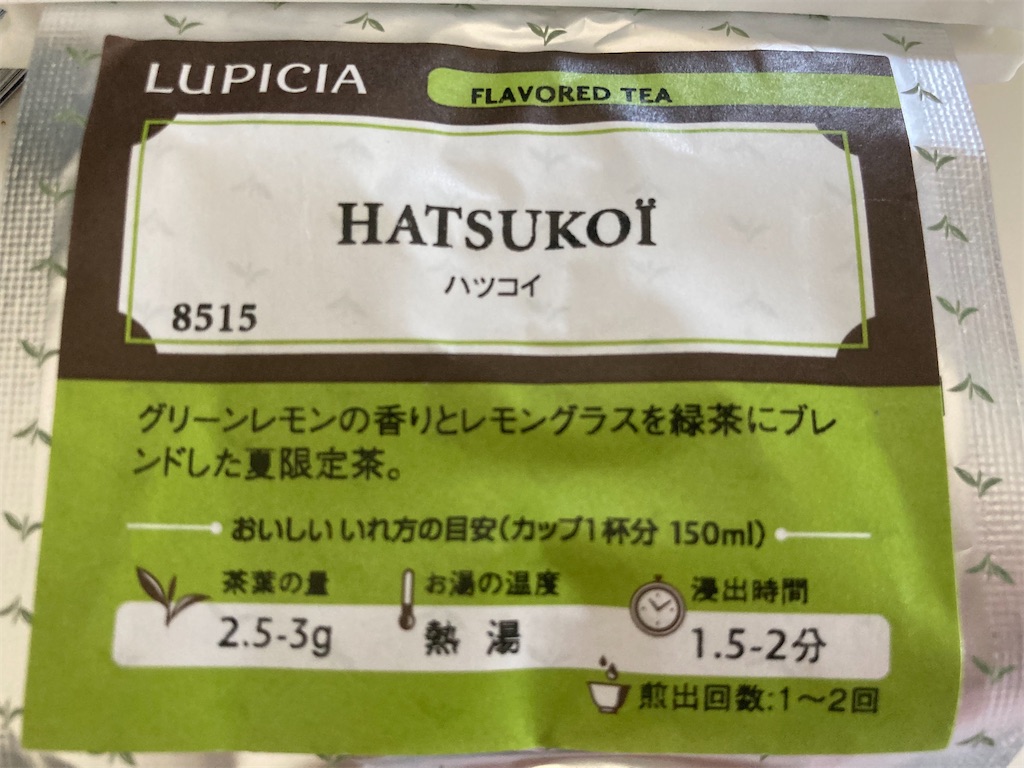 LUPICIA
FLAVORED TEA
HATSUKOÏ
ハツコイ
8515
グリーンレモンの香りとレモングラスを緑茶にブレ
ンドした夏限定茶。
おいしいいれ方の目安(カップ1杯分 150ml)
茶葉の量 お湯の温度 浸出時間
2.5-3g 熱湯 1.5-2分
煎出回数:1〜2回